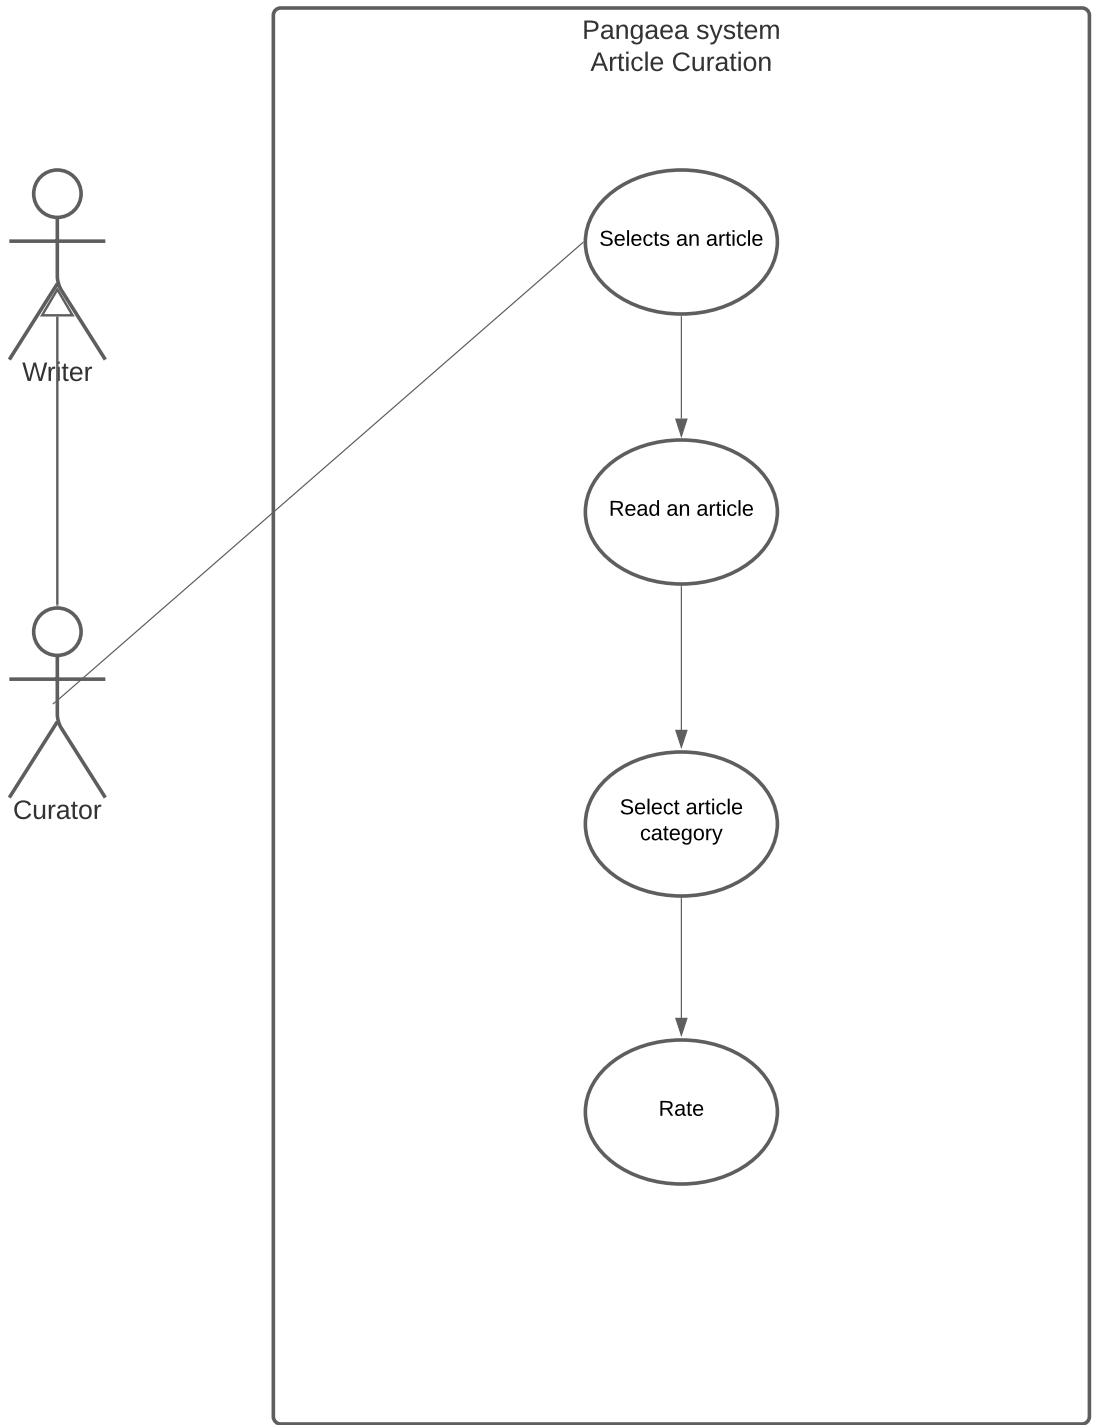 Pangaea system
Article Curation
Selects an article
Writer
Read an article
Select article
category
Curator
Rate